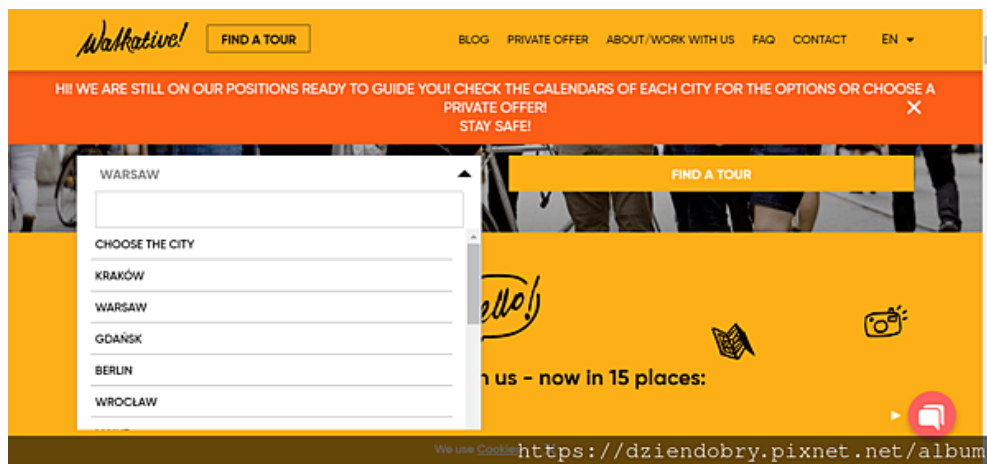 Walkative!
FIND A TOUR
BLOG PRIVATE OFFER ABOUT/WORK WITH US FAQ CONTACT EN
HI! WE ARE STILL ON OUR POSITIONS READY TO GUIDE YOU! CHECK THE CALENDARS OF EACH CITY FOR THE OPTIONS OR CHOOSE A
PRIVATE OFFER!
STAY SAFE!
WARSAW
FIND A TOUR
CHOOSE THE CITY
KRAKÓW
WARSAW
GDAŃSK
BERLIN
WROCŁAW
us - now in 15 places:
We use Cookies
https://dziendobry.pixnet.net/album